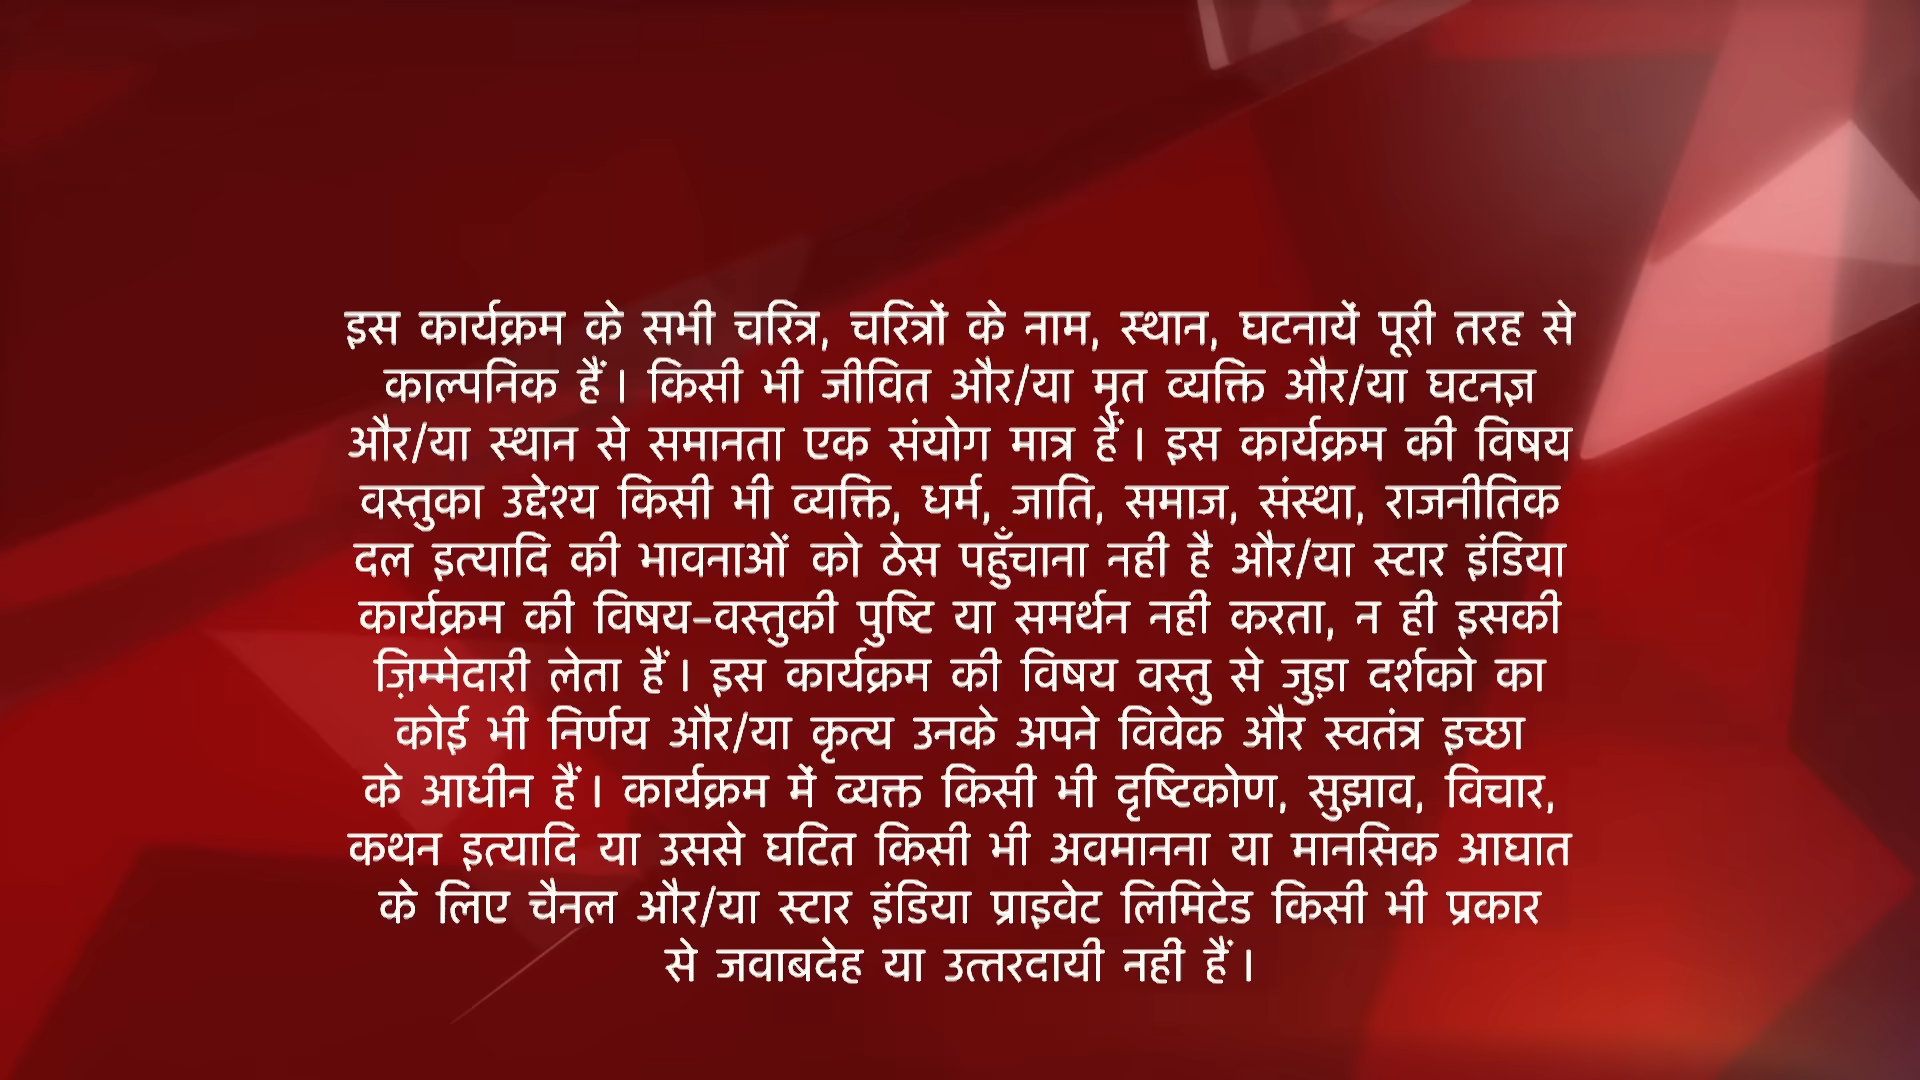 इस कार्यक्रम के सभी चरित्र, चरित्रों के नाम, स्थान, घटनायें पूरी तरह से
काल्पनिक हैं। किसी भी जीवित और/या मृत व्यक्ति और/या घटनज्ञ
और/या स्थान से समानता एक संयोग मात्र हैं। इस कार्यक्रम की विषय
वस्तुका उद्देश्य किसी भी व्यक्ति, धर्म, जाति, समाज, संस्था, राजनीतिक
दल इत्यादि की भावनाओं को ठेस पहुँचाना नही है और/या स्टार इंडिया
कार्यक्रम की विषय-वस्तुकी पुष्टि या समर्थन नही करता, न ही इसकी
ज़िम्मेदारी लेता हैं। इस कार्यक्रम की विषय वस्तु से जुड़ा दर्शको का
कोई भी निर्णय और/या कृत्य उनके अपने विवेक और स्वतंत्र इच्छा
के आधीन हैं। कार्यक्रम में व्यक्त किसी भी दृष्टिकोण, सुझाव, विचार,
कथन इत्यादि या उससे घटित किसी भी अवमानना या मानसिक आघात
के लिए चैनल और/या स्टार इंडिया प्राइवेट लिमिटेड किसी भी प्रकार
से जवाबदेह या उत्तरदायी नही हैं।